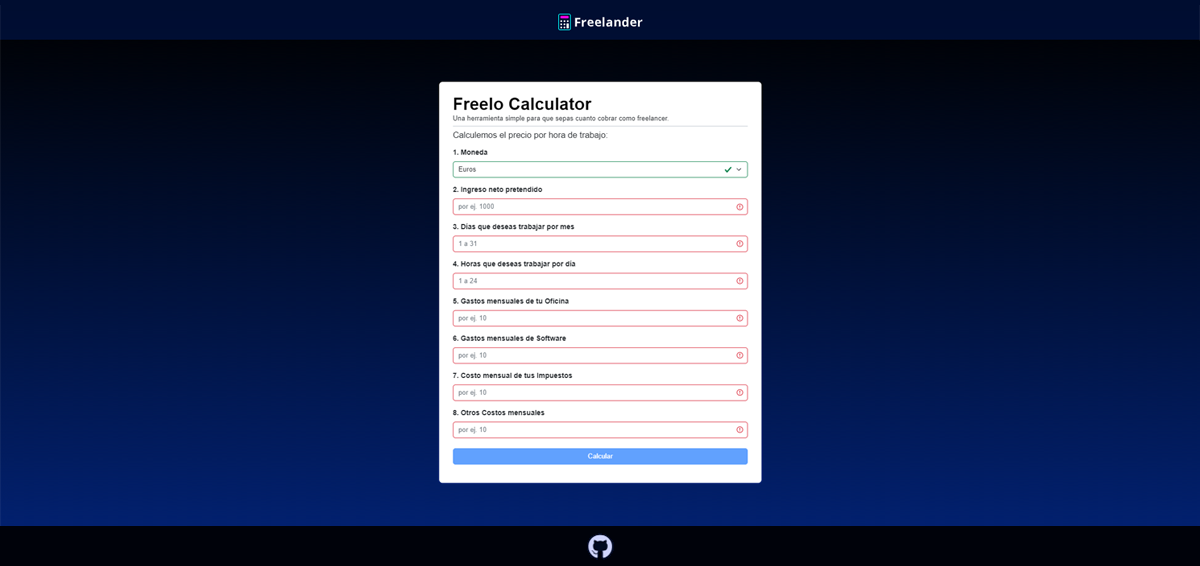 Freelander
Freelo Calculator
Una herramienta simple para que sepas cuanto cobrar como freelancer.
Calculemos el precio por hora de trabajo:
1. Moneda
Euros
2. Ingreso neto pretendido
por ej. 1000
3. Días que deseas trabajar por mes
1 a 31
4. Horas que deseas trabajar por día
1 a 24
5. Gastos mensuales de tu Oficina
por ej. 10
6. Gastos mensuales de Software
por ej. 10
7. Costo mensual de tus Impuestos
por ej. 10
8. Otros Costos mensuales
por ej. 10
Calcular